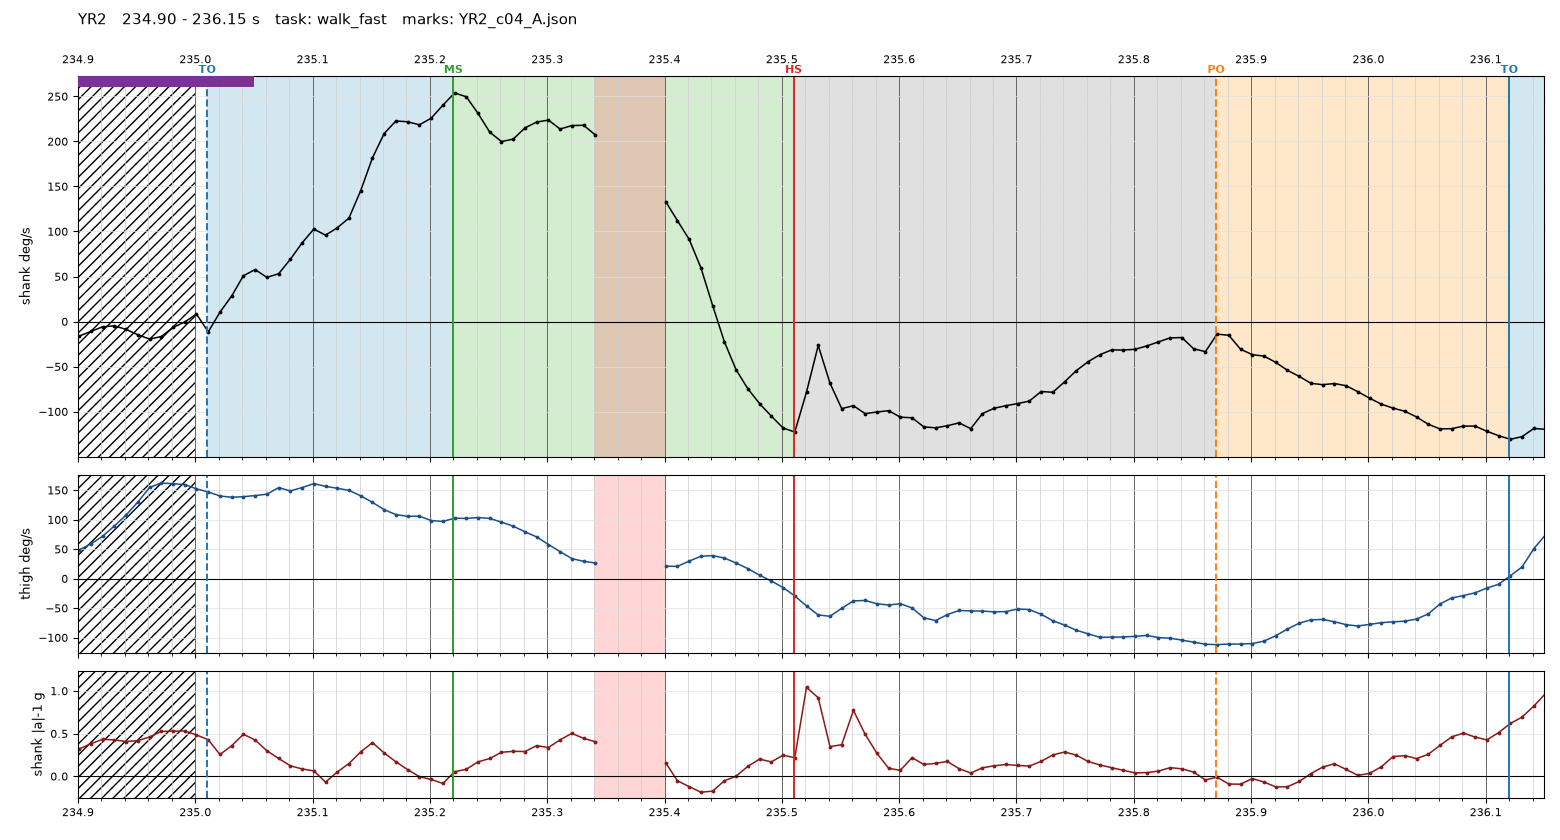 YR2   234.90 - 236.15 s   task: walk_fast   marks: YR2_c04_A.json
234.9 235.0 235.1 235.2 235.3 235.4 235.5 235.6 235.7 235.8 235.9 236.0 236.1
TO MS HS PO TO
shank deg/s
250
200
150
100
50
0
−50
−100
thigh deg/s
150
100
50
0
−50
−100
shank |a|-1 g
1.0
0.5
0.0
234.9 235.0 235.1 235.2 235.3 235.4 235.5 235.6 235.7 235.8 235.9 236.0 236.1